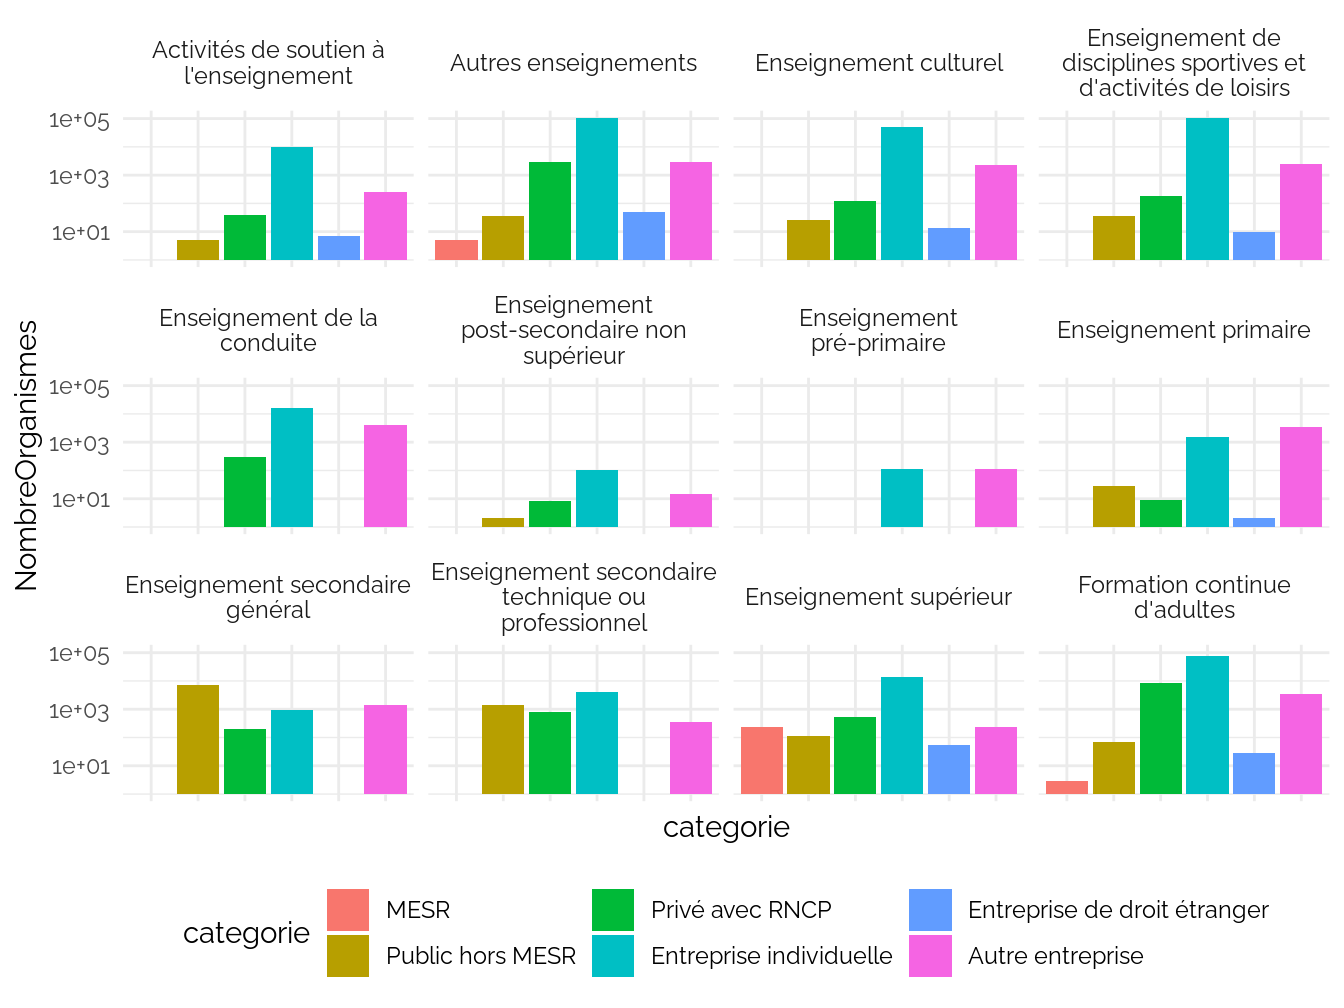 Activités de soutien à
l'enseignement
Autres enseignements
Enseignement culturel
Enseignement de
disciplines sportives et
d'activités de loisirs
1e+05
1e+03
1e+01
Enseignement de la
conduite
Enseignement
post-secondaire non
supérieur
Enseignement
pré-primaire
Enseignement primaire
1e+05
1e+03
1e+01
NombreOrganismes
Enseignement secondaire
général
Enseignement secondaire
technique ou
professionnel
Enseignement supérieur
Formation continue
d'adultes
1e+05
1e+03
1e+01
categorie
categorie
MESR
Public hors MESR
Privé avec RNCP
Entreprise individuelle
Entreprise de droit étranger
Autre entreprise